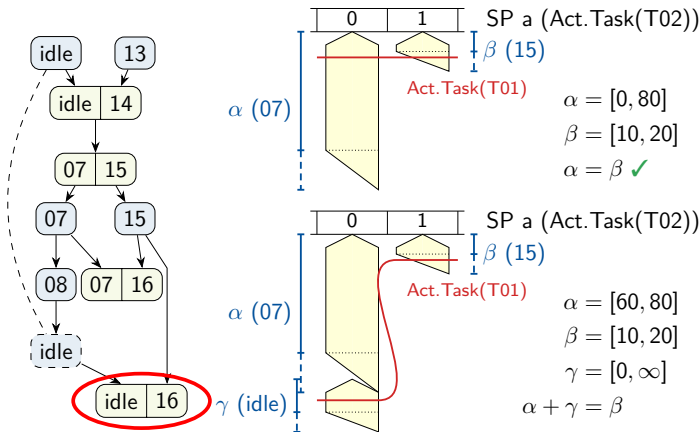 idle 13
idle 14
07 15
07 15
08 07 16
idle
idle 16
0 1 SP a (Act.Task(T02))
β (15)
Act.Task(T01)
α (07)
α = [0, 80]
β = [10, 20]
α = β ✓
0 1 SP a (Act.Task(T02))
β (15)
Act.Task(T01)
α (07)
γ (idle)
α = [60, 80]
β = [10, 20]
γ = [0, ∞]
α + γ = β